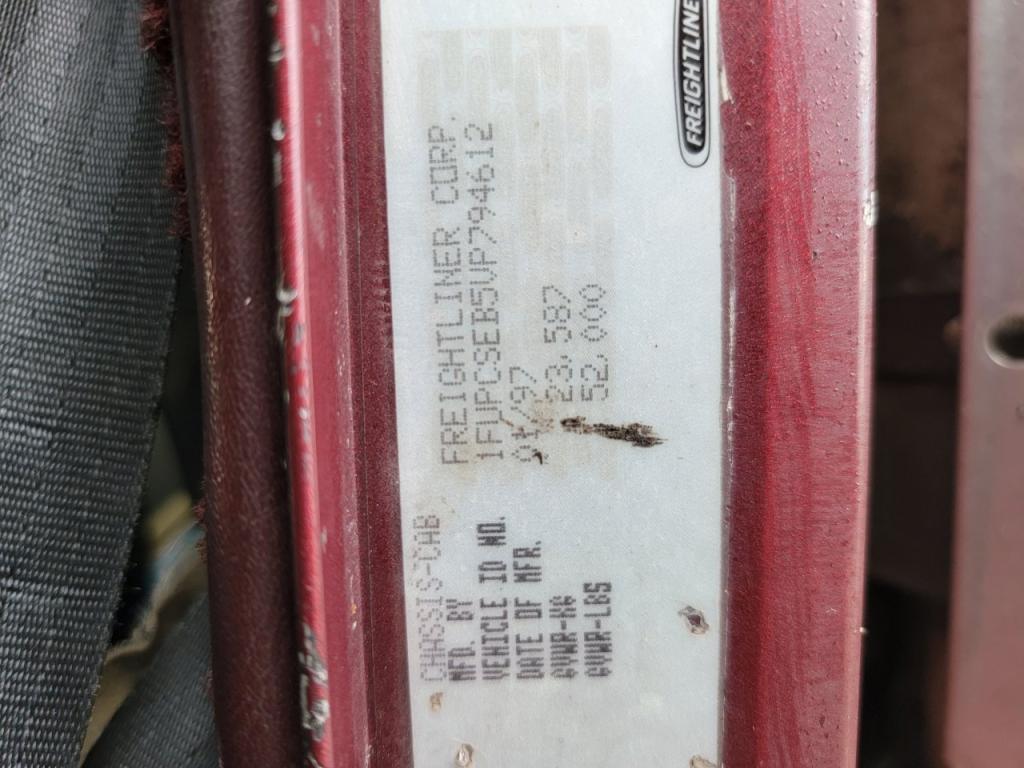 FREIGHTLINER
CHASSIS-CAB
MFD. BY FREIGHTLINER CORP.
VEHICLE ID NO. 1FUPCSEB5VP794612
DATE OF MFR. 01/97
GVWR-KG 23,587
GVWR-LBS 52,000